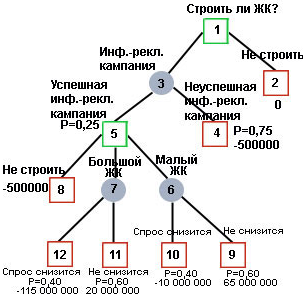 Строить ли ЖК?
1
Инф.-рекл.
кампания
Не строить
3
2
0
Успешная
инф.-рекл.
кампания
P=0,25
Неуспешная
инф.-рекл.
кампания
5
4
P=0,75
-500000
Не строить
-500000
8
Большой
ЖК
7
Малый
ЖК
6
Спрос снизится
Не снизится
12
11
10
9
Спрос снизится
P=0,40
-115 000 000
Не снизится
P=0,60
20 000 000
P=0,40
-10 000 000
P=0,60
65 000 000